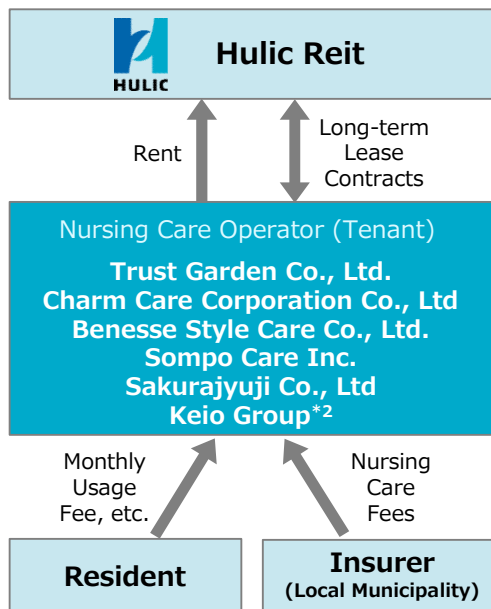 HULIC
Hulic Reit
Rent
Long-term
Lease
Contracts
Nursing Care Operator (Tenant)
Trust Garden Co., Ltd.
Charm Care Corporation Co., Ltd
Benesse Style Care Co., Ltd.
Sompo Care Inc.
Sakurajyuji Co., Ltd
Keio Group*2
Monthly
Usage
Fee, etc.
Nursing
Care
Fees
Resident
Insurer
(Local Municipality)